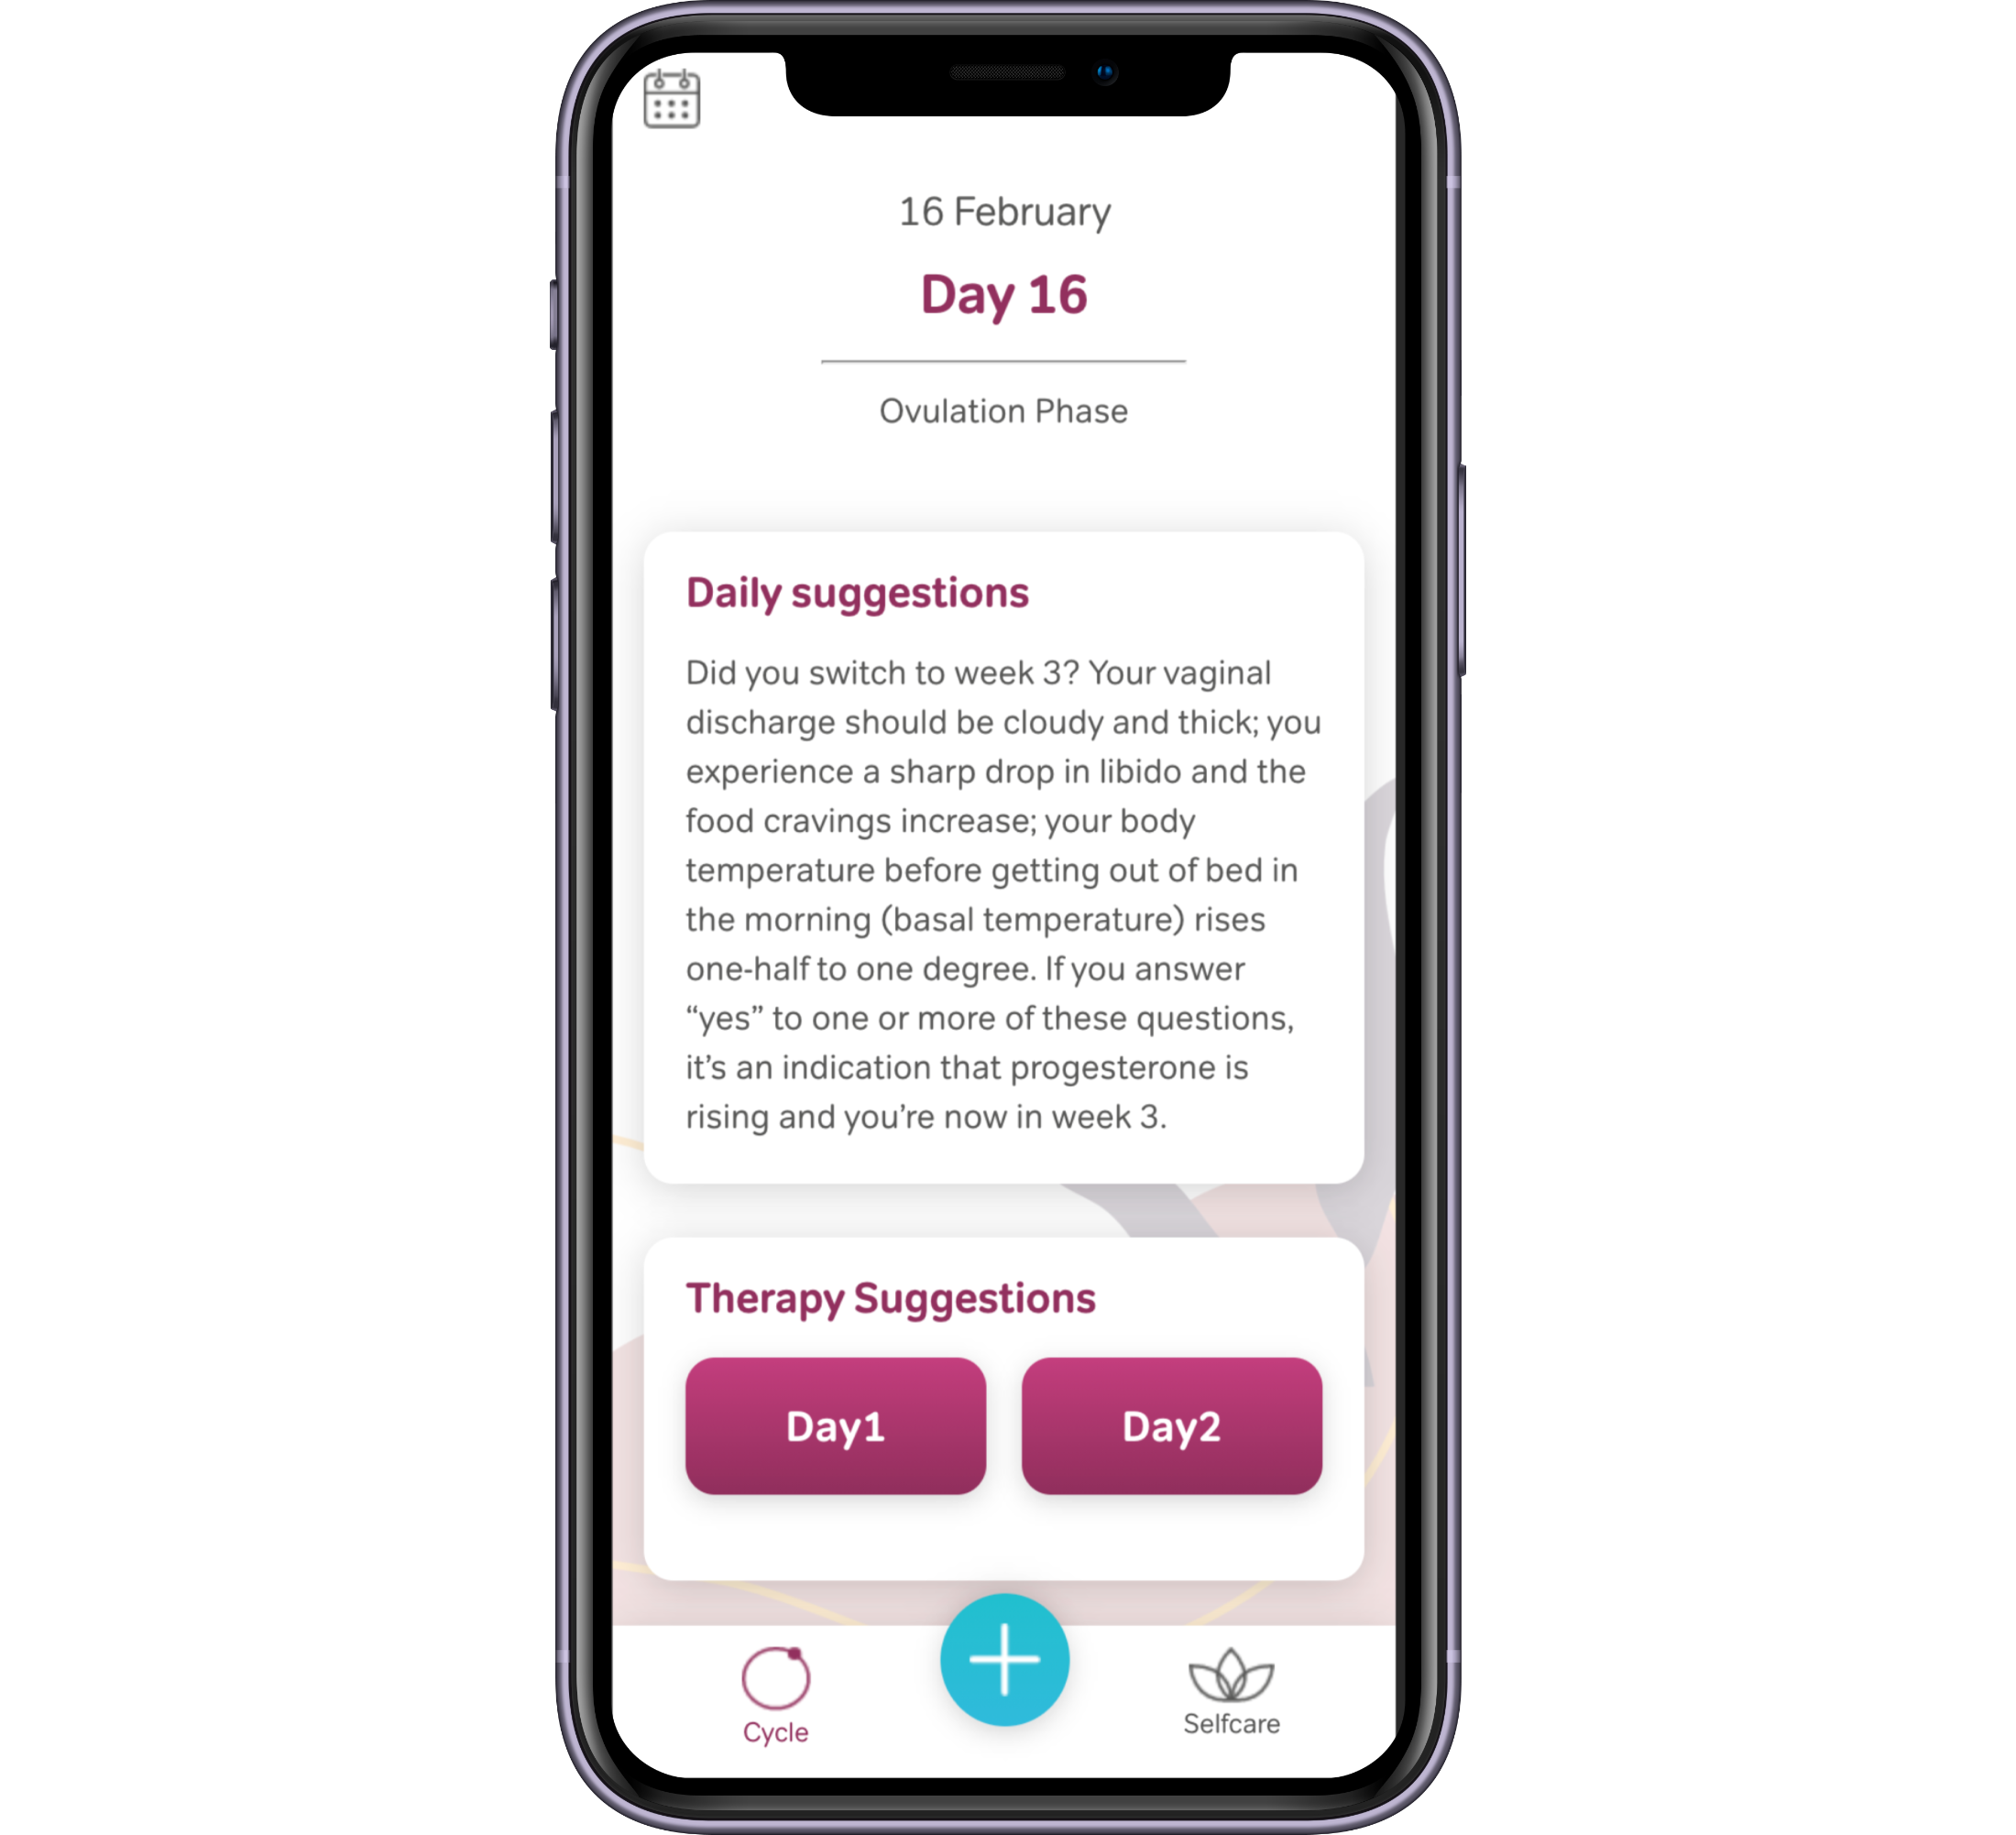 16 February
Day 16
Ovulation Phase
Daily suggestions
Did you switch to week 3? Your vaginal
discharge should be cloudy and thick; you
experience a sharp drop in libido and the
food cravings increase; your body
temperature before getting out of bed in
the morning (basal temperature) rises
one-half to one degree. If you answer
“yes” to one or more of these questions,
it’s an indication that progesterone is
rising and you’re now in week 3.
Therapy Suggestions
Day1 Day2
Cycle Selfcare